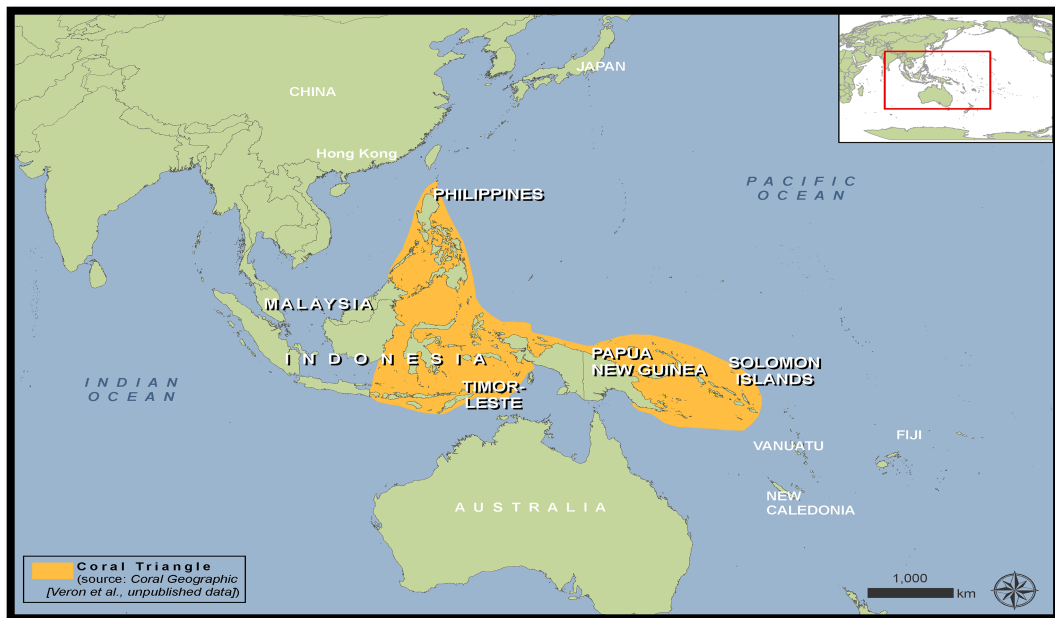 JAPAN
CHINA
Hong Kong
PACIFIC
OCEAN
PHILIPPINES
MALAYSIA
INDONESIA
PAPUA
NEW GUINEA
SOLOMON
ISLANDS
TIMOR-
LESTE
INDIAN
OCEAN
FIJI
VANUATU
NEW
CALEDONIA
AUSTRALIA
Coral Triangle
(source: Coral Geographic
[Veron et al., unpublished data])
1,000
km